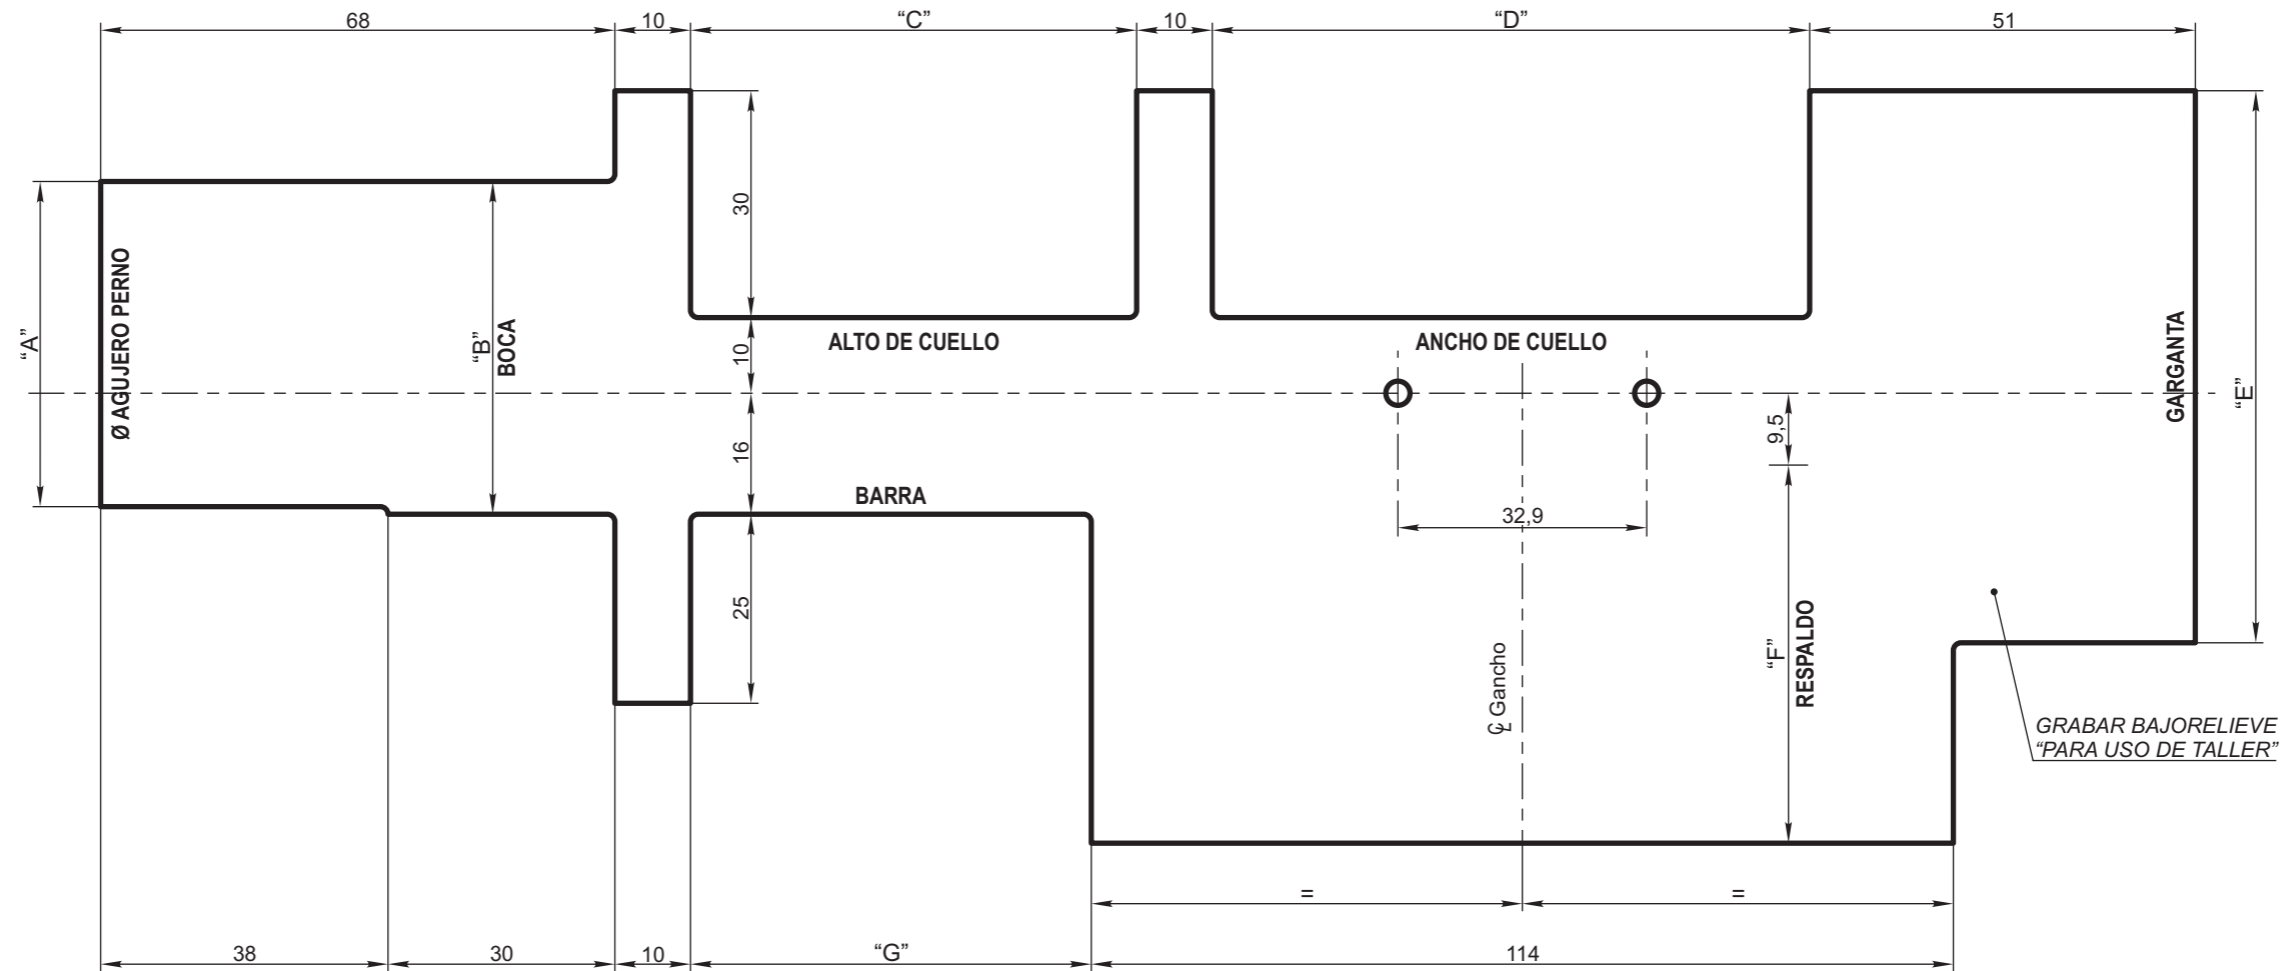 68
10
“C”
10
“D”
51
“A”
Ø AGUJERO PERNO
“B”
BOCA
30
10
16
25
ALTO DE CUELLO
ANCHO DE CUELLO
BARRA
32,9
9,5
“F”
RESPALDO
GARGANTA
“E”
℄ Gancho
GRABAR BAJORELIEVE
“PARA USO DE TALLER”
=
=
38
30
10
“G”
114